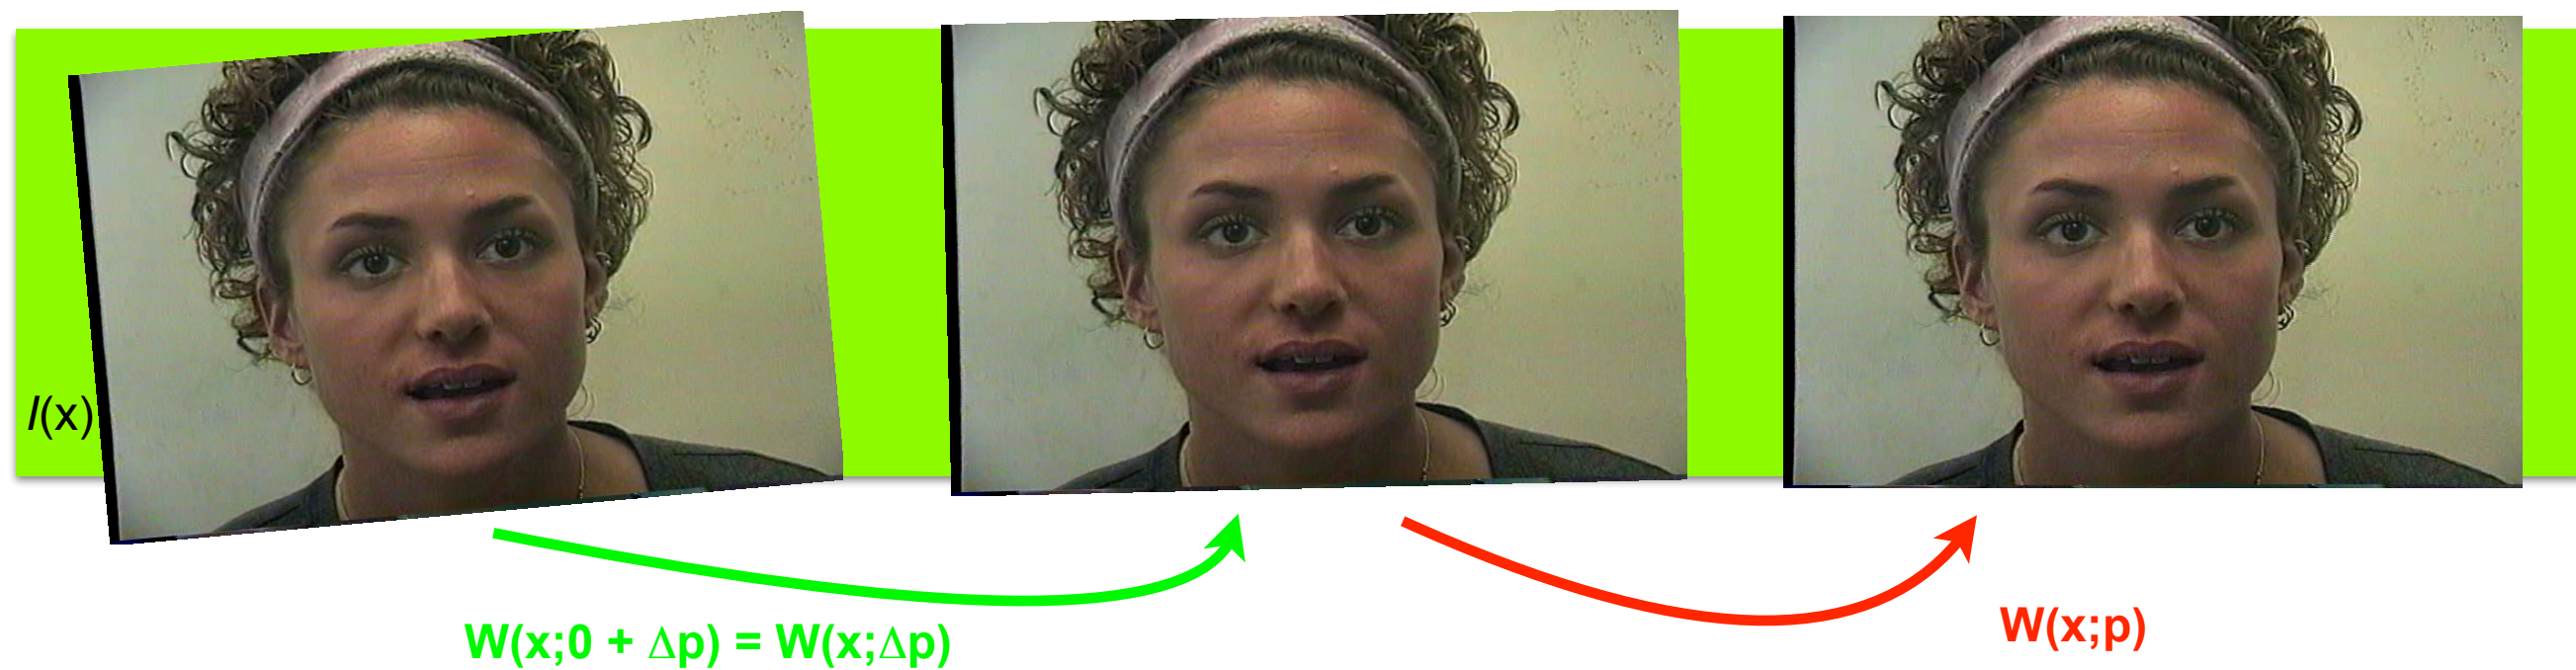 I(x)
W(x;0 + Δp) = W(x;Δp)
W(x;p)